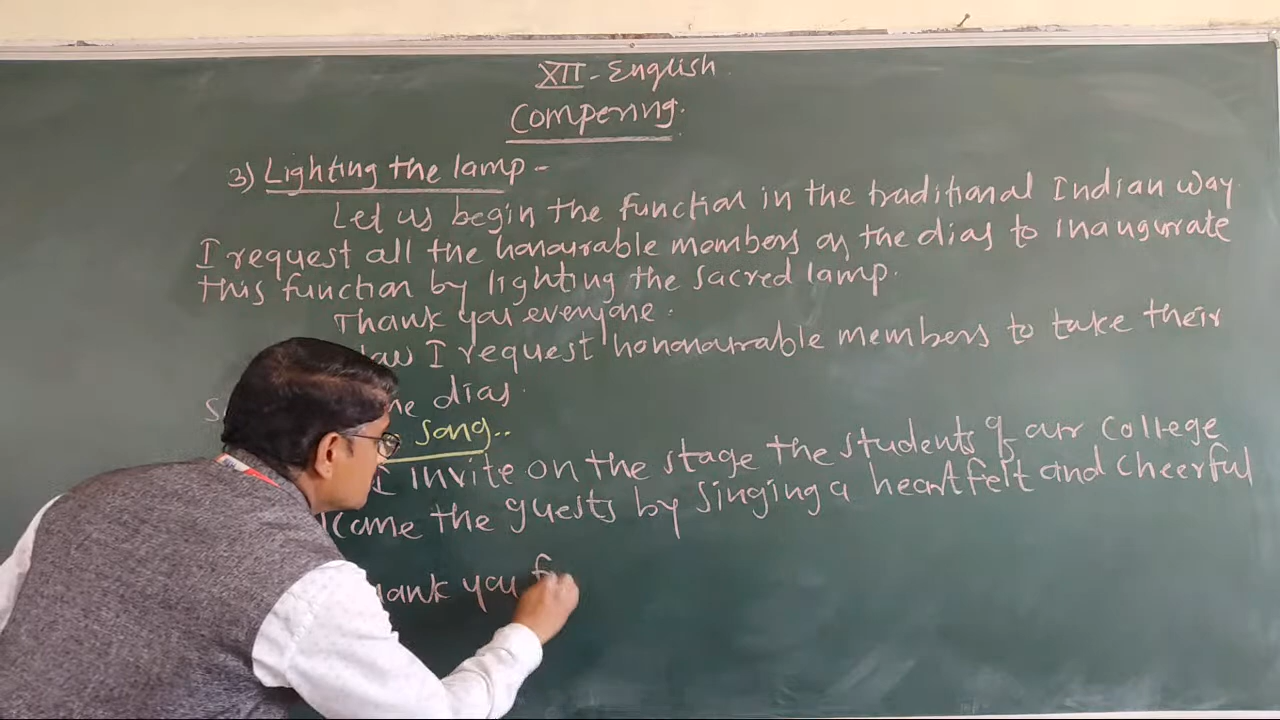 XII - English
Compering.
3) Lighting the lamp -
Let us begin the function in the traditional Indian way
I request all the honourable members on the dias to inaugurate
this function by lighting the sacred lamp.
Thank you everyone.
I request hononourable members to take their
dias.
song..
I invite on the stage the students of our college
the guests by singing a heartfelt and cheerful
you